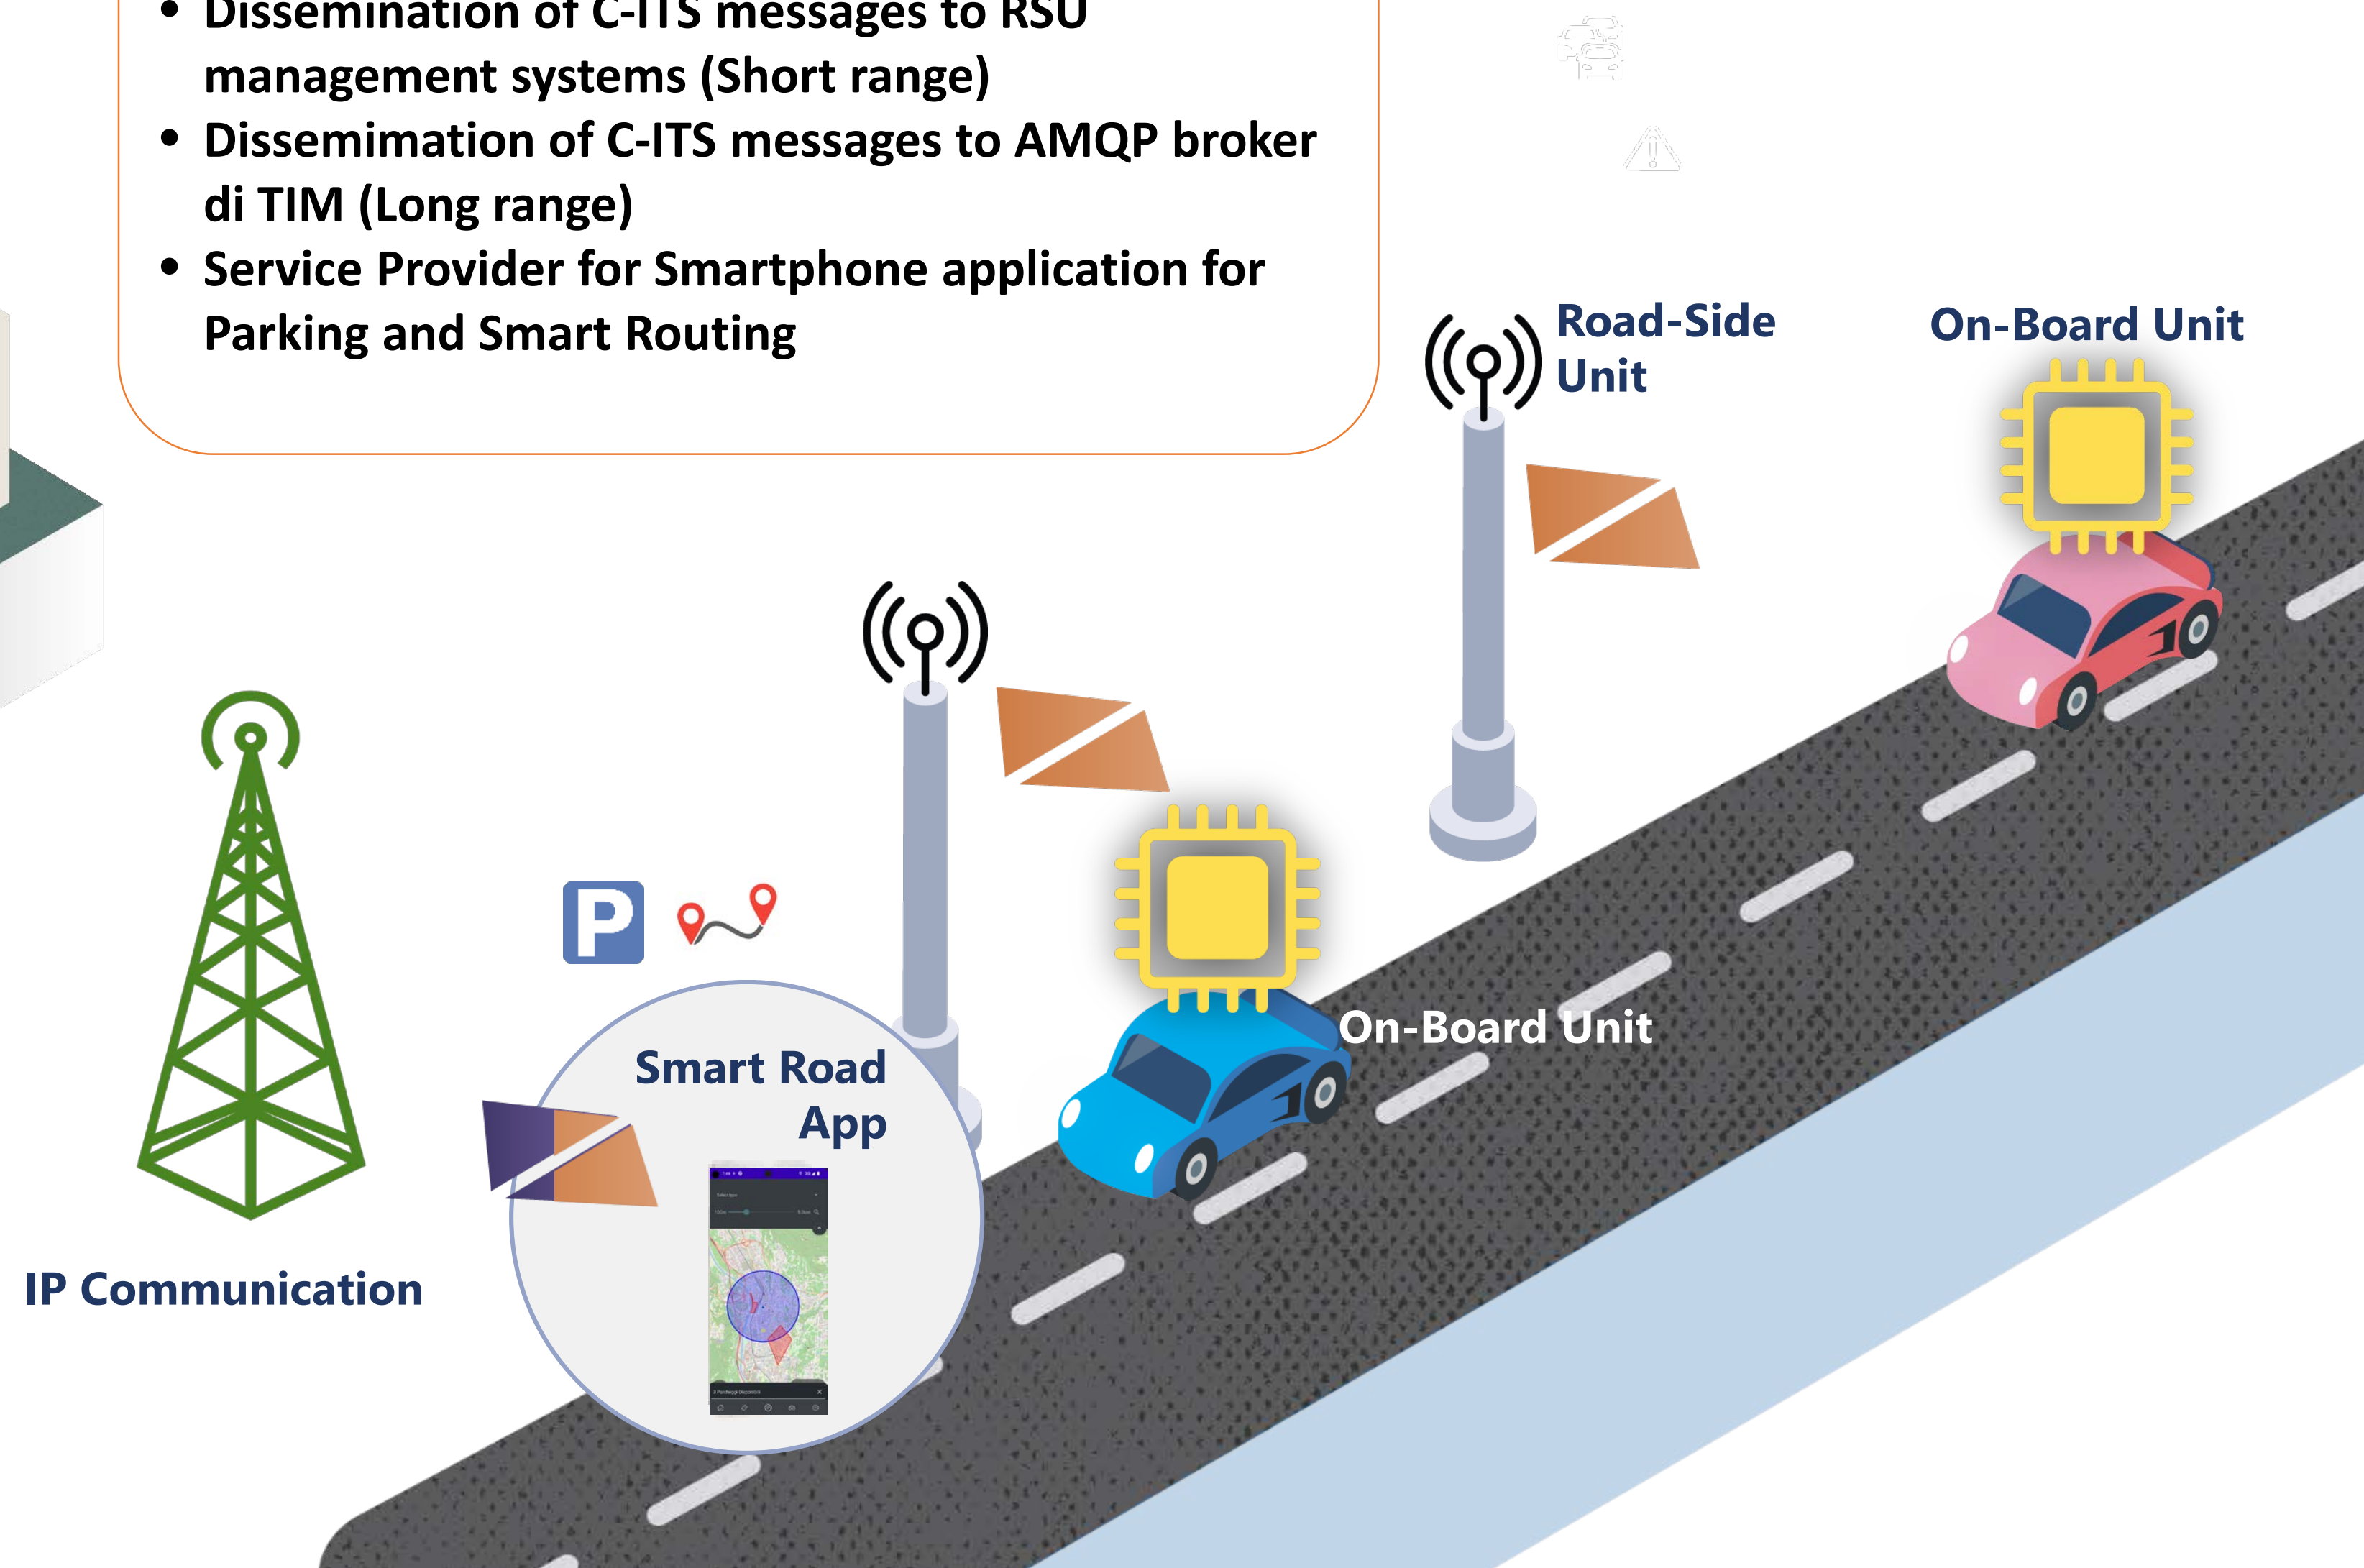 • Dissemination of C-ITS messages to RSU
management systems (Short range)
• Dissemimation of C-ITS messages to AMQP broker
di TIM (Long range)
• Service Provider for Smartphone application for
Parking and Smart Routing
Road-Side
Unit
On-Board Unit
P
On-Board Unit
Smart Road
App
Select type
IP Communication